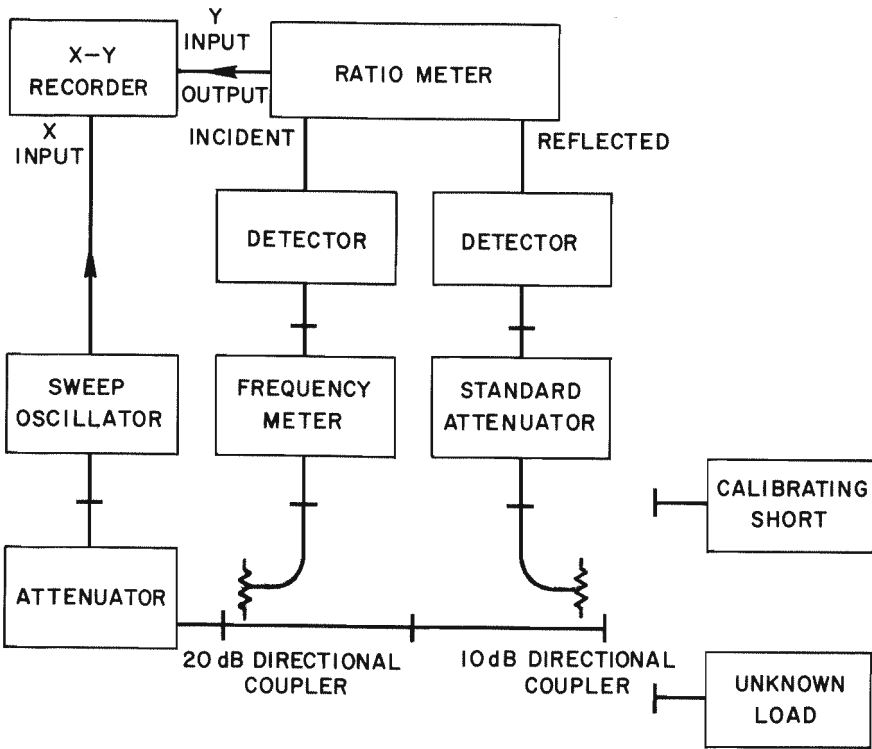 Y
INPUT
X–Y
RECORDER
RATIO METER
OUTPUT
X
INPUT
INCIDENT
REFLECTED
DETECTOR
DETECTOR
SWEEP
OSCILLATOR
FREQUENCY
METER
STANDARD
ATTENUATOR
CALIBRATING
SHORT
ATTENUATOR
20 dB DIRECTIONAL
COUPLER
10 dB DIRECTIONAL
COUPLER
UNKNOWN
LOAD